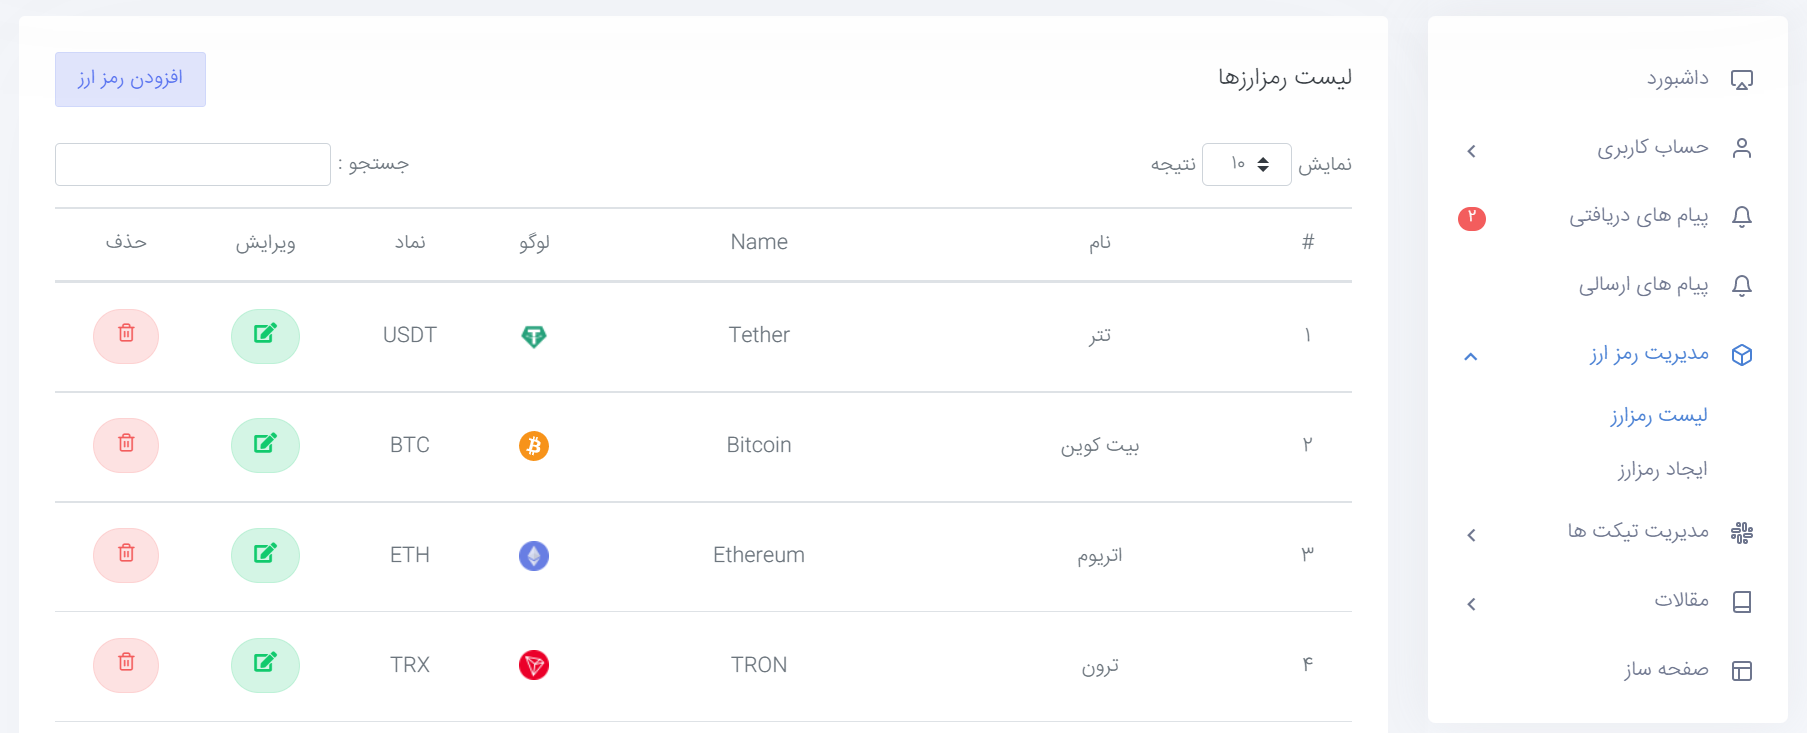 داشبورد
حساب کاربری
پیام های دریافتی ۲
پیام های ارسالی
مدیریت رمز ارز
لیست رمزارز
ایجاد رمزارز
مدیریت تیکت ها
مقالات
صفحه ساز
لیست رمزارزها
افزودن رمز ارز
نمایش ۱۰ نتیجه
جستجو :
# نام Name لوگو نماد ویرایش حذف
۱ تتر Tether USDT
۲ بیت کوین Bitcoin BTC
۳ اتریوم Ethereum ETH
۴ ترون TRON TRX